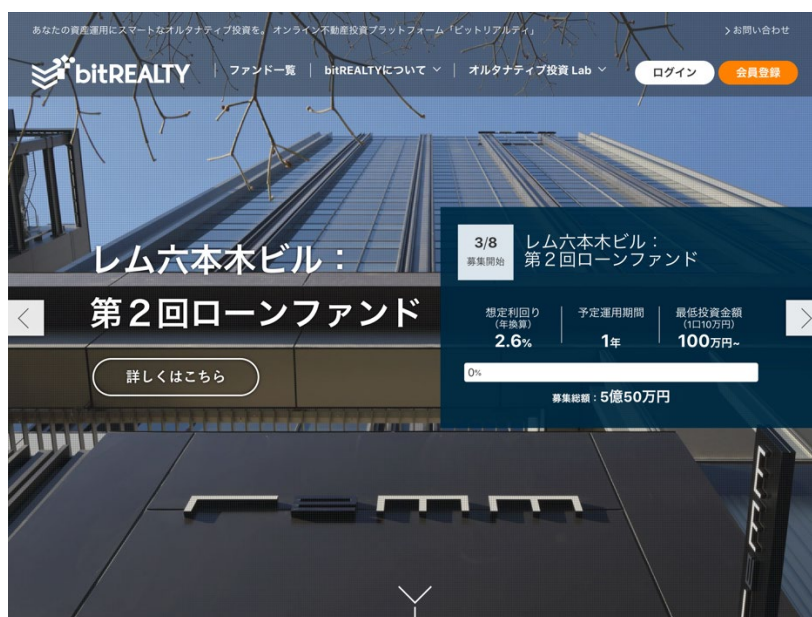 あなたの資産運用にスマートなオルタナティブ投資を。 オンライン不動産投資プラットフォーム「ビットリアルティ」
お問い合わせ
bitREALTY
ファンド一覧
bitREALTYについて
オルタナティブ投資 Lab
ログイン
会員登録
レム六本木ビル：
第２回ローンファンド
詳しくはこちら
3/8
募集開始
レム六本木ビル：
第２回ローンファンド
想定利回り
(年換算)
2.6%
予定運用期間
1年
最低投資金額
(1口10万円)
100万円~
0%
募集総額：5億50万円